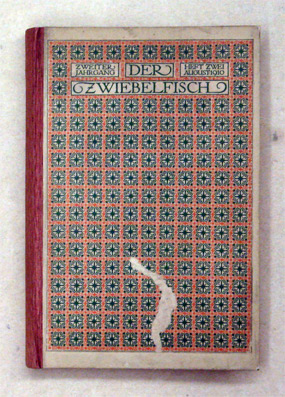 ZWEITER
JAHRGANG
DER
HEFT ZWEI
AUGUST 1910
ZWIEBELFISCH